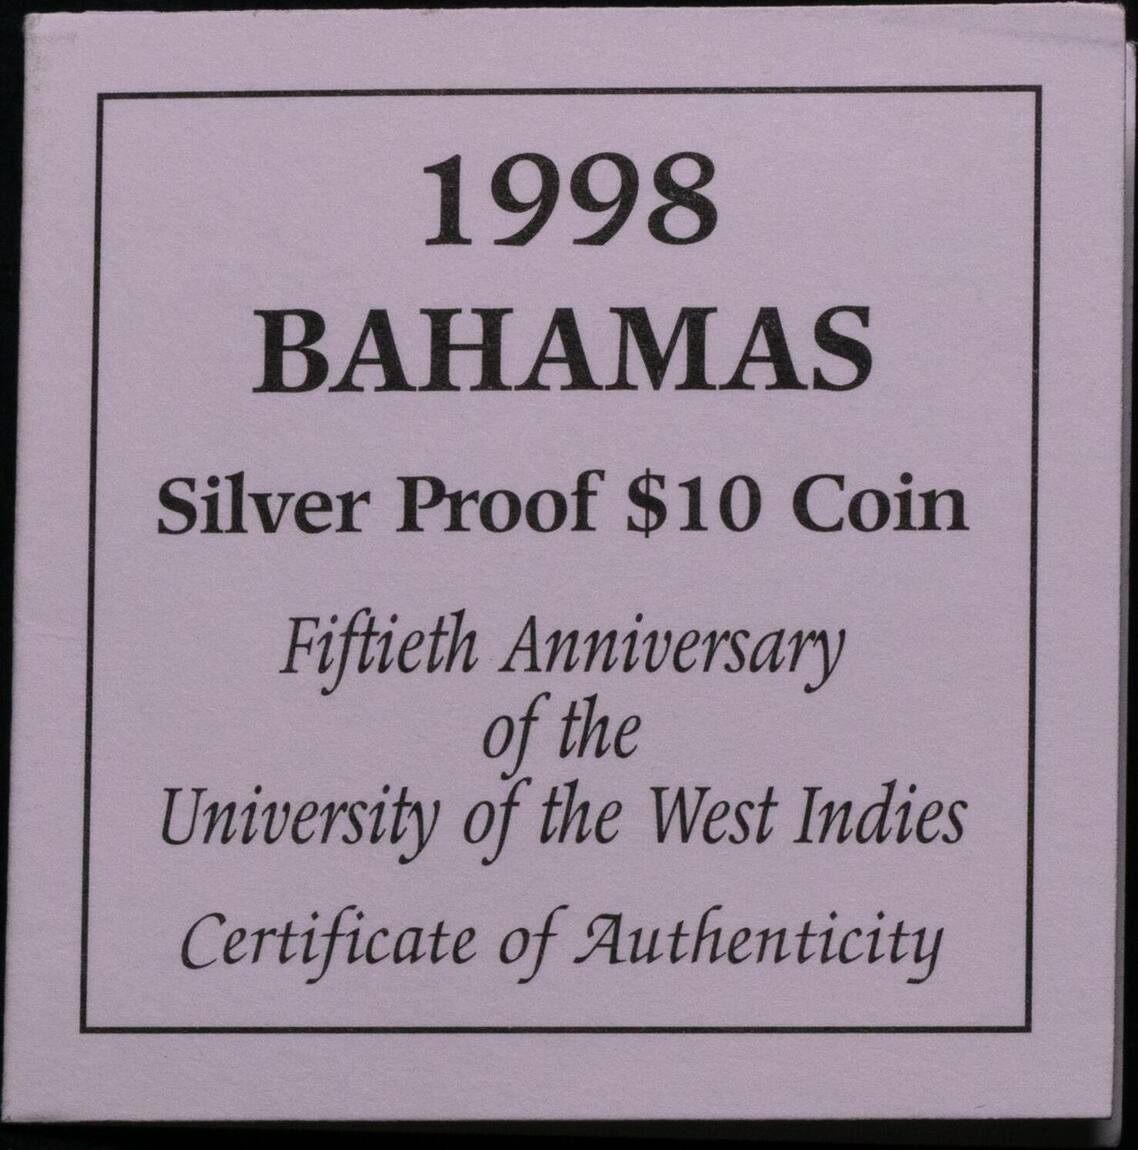 1998
BAHAMAS
Silver Proof $10 Coin
Fiftieth Anniversary
of the
University of the West Indies
Certificate of Authenticity